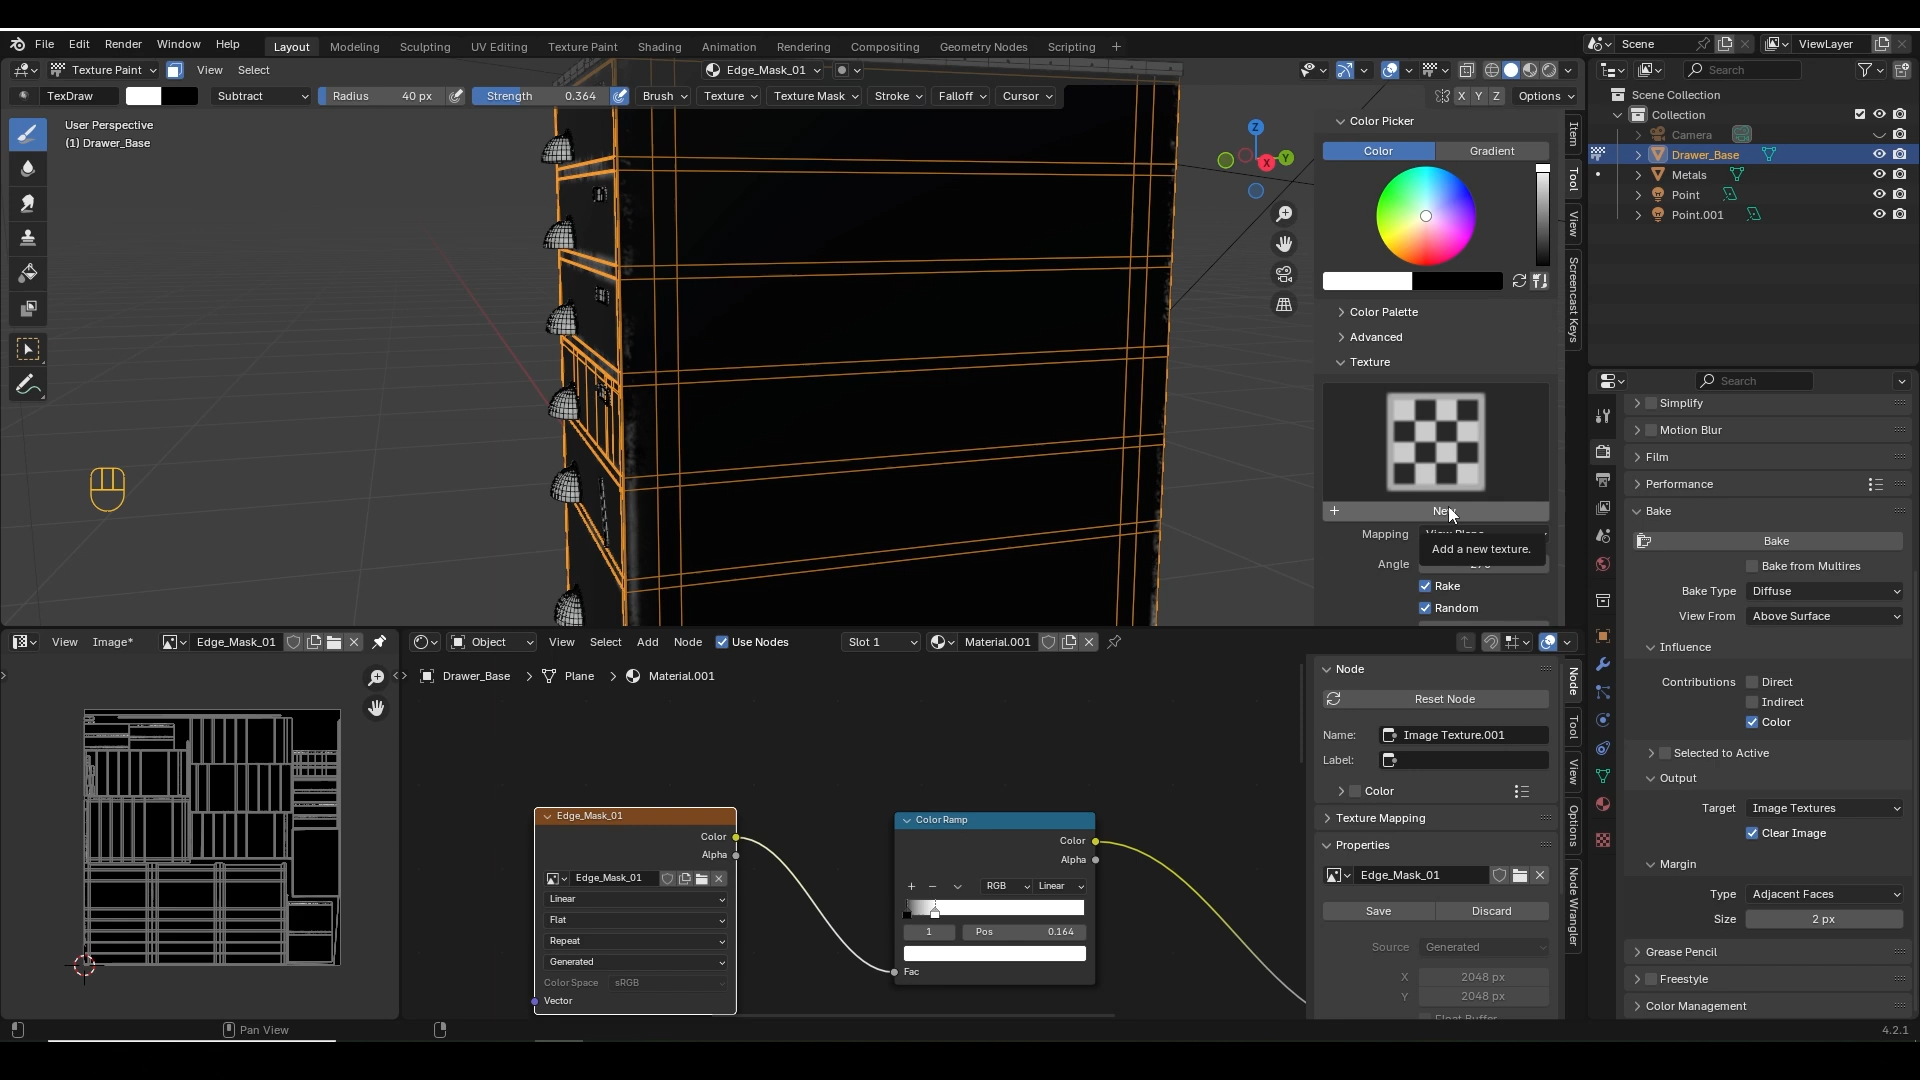 File Edit Render Window Help Layout Modeling Sculpting UV Editing Texture Paint Shading Animation Rendering Compositing Geometry Nodes Scripting + Scene ViewLayer
Texture Paint View Select Edge_Mask_01 Search
TexDraw Subtract Radius 40 px Strength 0.364 Brush Texture Texture Mask Stroke Falloff Cursor X Y Z Options
User Perspective
(1) Drawer_Base
Z
Y
X
Color Picker
Color Gradient
Color Palette
Advanced
Texture
+ New
Mapping
Add a new texture.
Angle
Rake
Random
Item
Tool
View
Screencast Keys
Scene Collection
Collection
Camera
Drawer_Base
Metals
Point
Point.001
Search
Simplify
Motion Blur
Film
Performance
Bake
Bake
Bake from Multires
Bake Type Diffuse
View From Above Surface
Influence
Contributions Direct
Indirect
Color
Selected to Active
Output
Target Image Textures
Clear Image
Margin
Type Adjacent Faces
Size 2 px
Grease Pencil
Freestyle
Color Management
View Image* Edge_Mask_01
Object View Select Add Node Use Nodes Slot 1 Material.001
Drawer_Base > Plane > Material.001
Edge_Mask_01
Color
Alpha
Edge_Mask_01
Linear
Flat
Repeat
Generated
Color Space sRGB
Vector
Color Ramp
Color
Alpha
+ − RGB Linear
1 Pos 0.164
Fac
Node
Reset Node
Name: Image Texture.001
Label:
Color
Texture Mapping
Properties
Edge_Mask_01
Save Discard
Source Generated
X 2048 px
Y 2048 px
Node
Tool
View
Options
Node Wrangler
Pan View
4.2.1